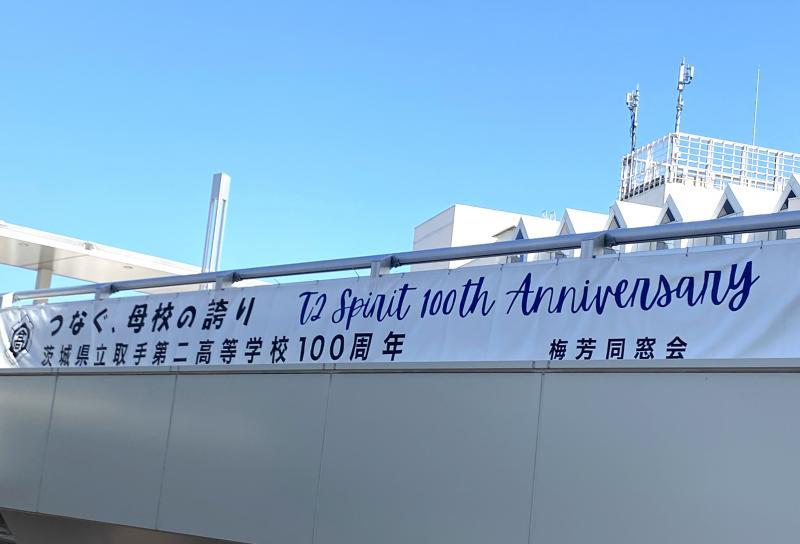 つなぐ、母校の誇り T2 Spirit 100th Anniversary
茨城県立取手第二高等学校 100周年 梅芳同窓会
高